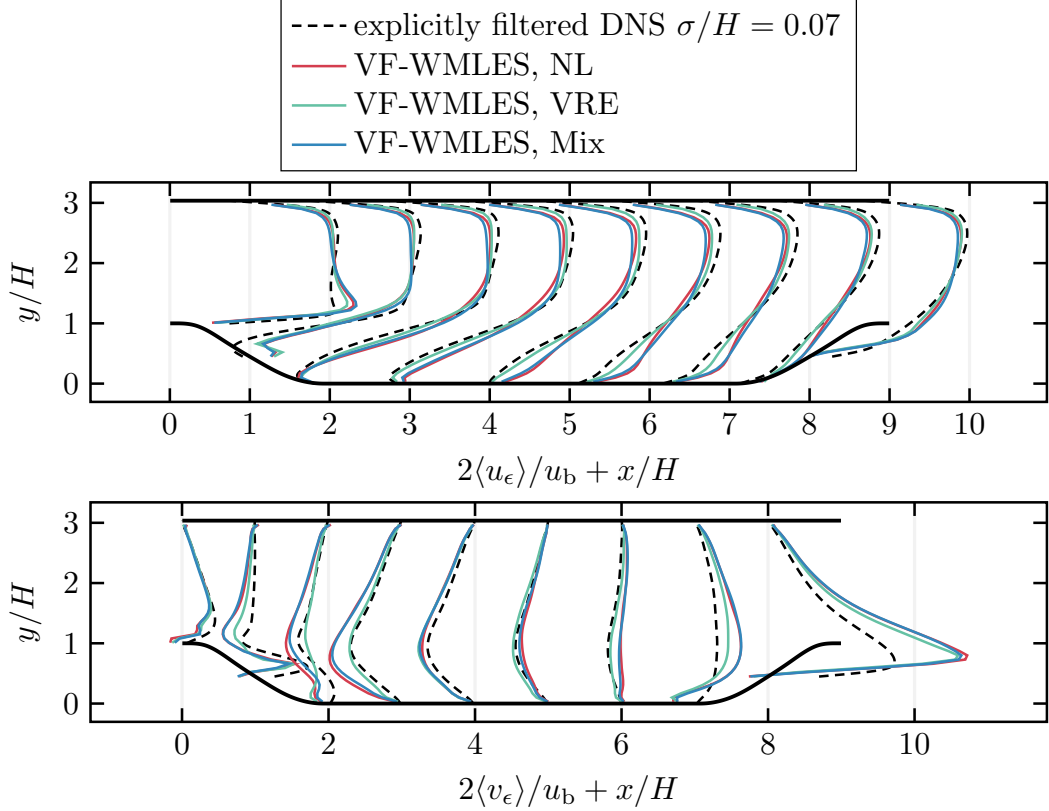 explicitly filtered DNS σ/H = 0.07
VF-WMLES, NL
VF-WMLES, VRE
VF-WMLES, Mix
3
2
1
0
y/H
0 1 2 3 4 5 6 7 8 9 10
2⟨u_ϵ⟩/u_b + x/H
3
2
1
0
y/H
0 2 4 6 8 10
2⟨v_ϵ⟩/u_b + x/H